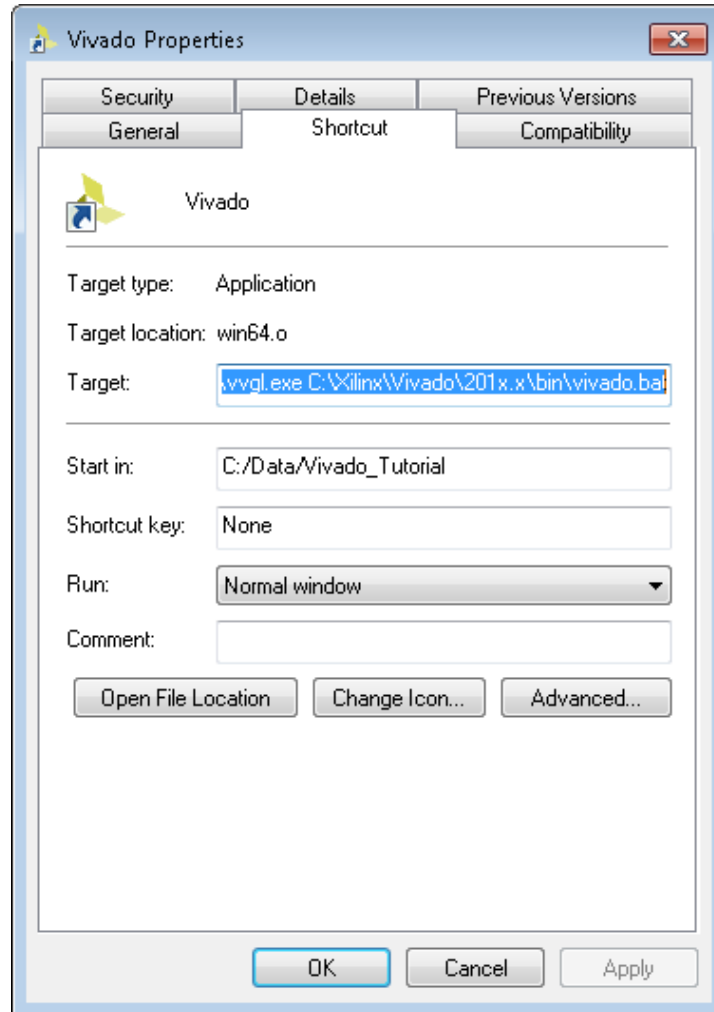 Vivado Properties
Security Details Previous Versions
General Shortcut Compatibility
Vivado
Target type: Application
Target location: win64.o
Target: \vvgl.exe C:\Xilinx\Vivado\201x.x\bin\vivado.bat
Start in: C:/Data/Vivado_Tutorial
Shortcut key: None
Run: Normal window
Comment:
Open File Location Change Icon... Advanced...
OK Cancel Apply